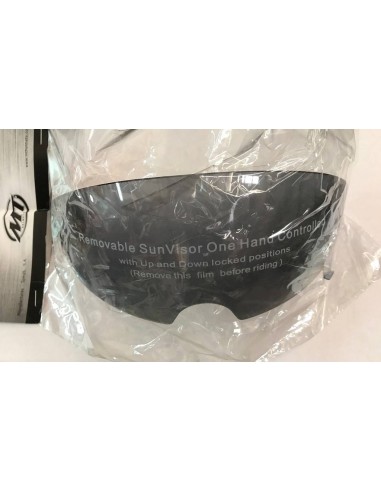 Removable SunVisor One Hand Controlled
with Up and Down locked positions
(Remove this film before riding)